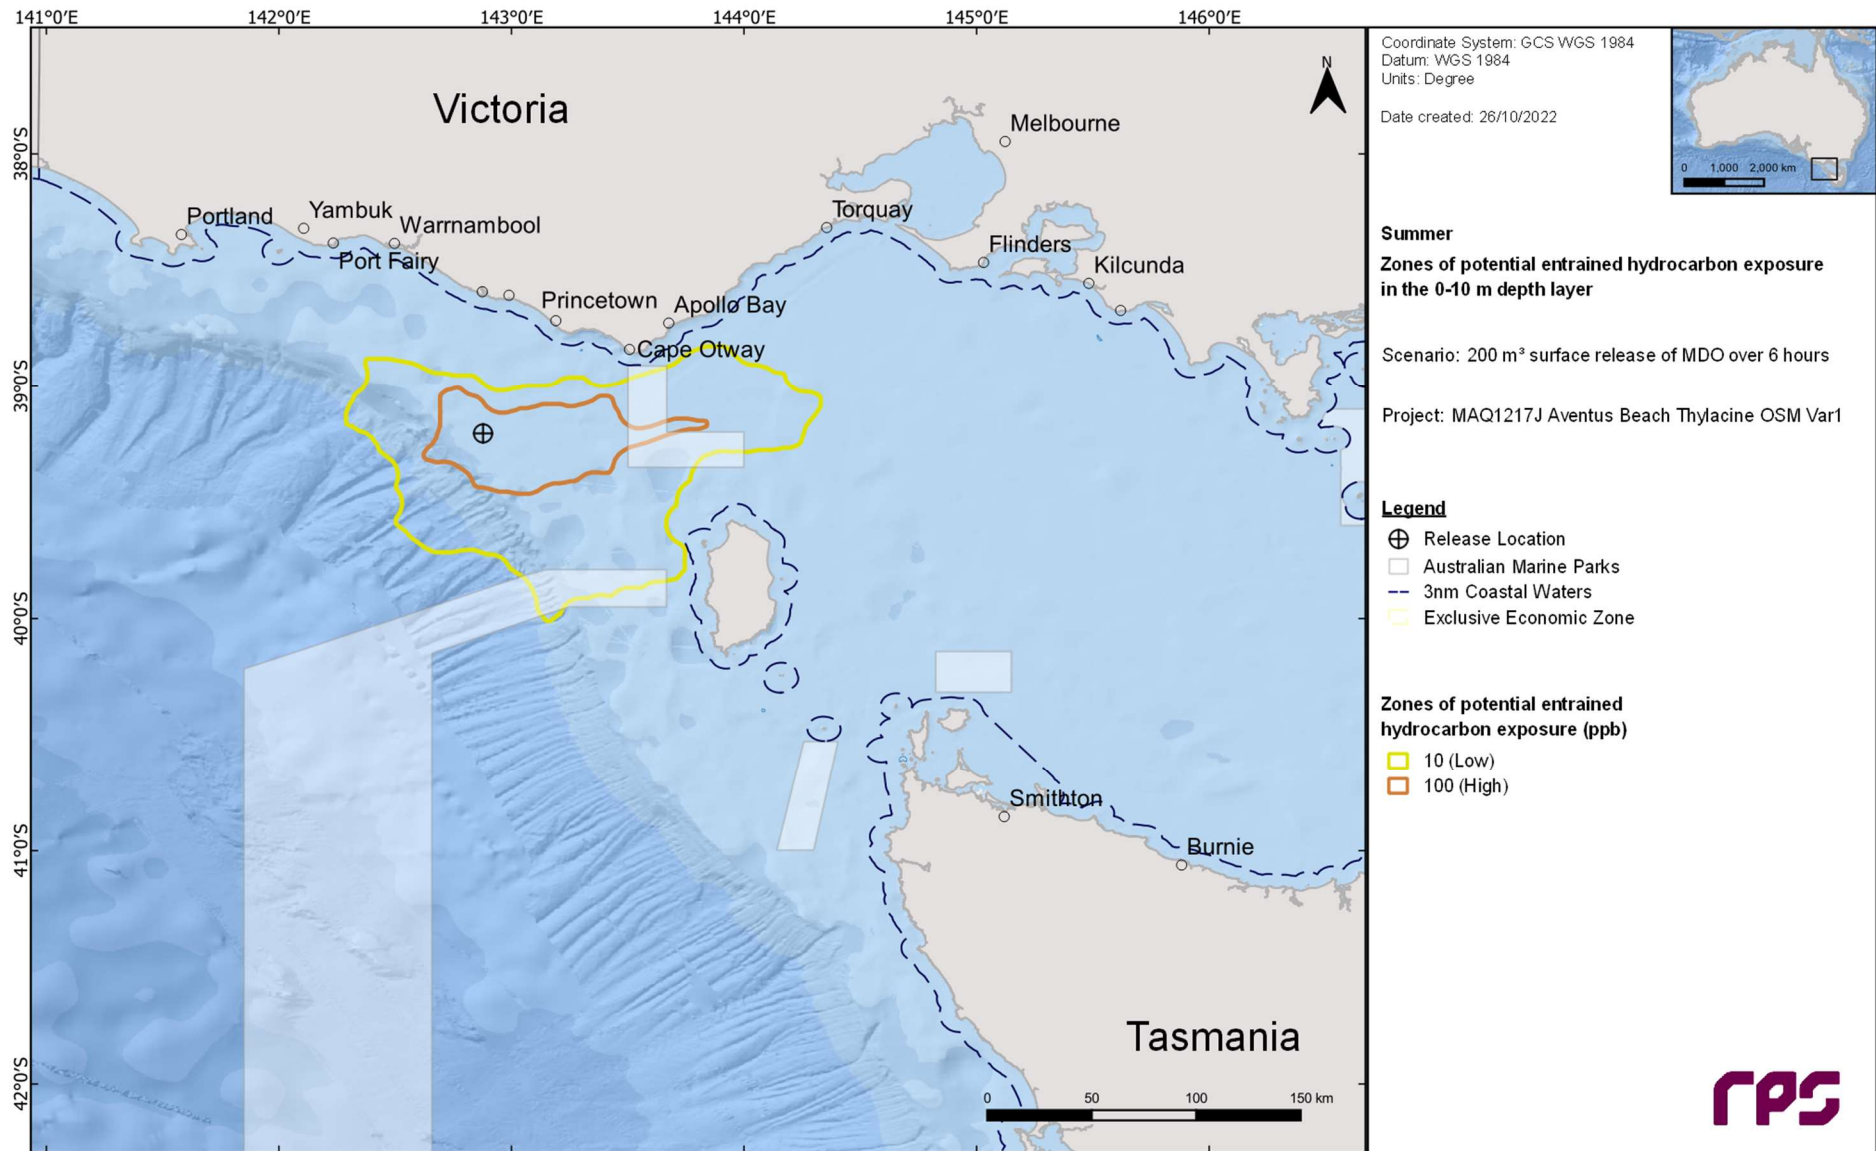 141°0'E 142°0'E 143°0'E 144°0'E 145°0'E 146°0'E
38°0'S
39°0'S
40°0'S
41°0'S
42°0'S
N
Victoria
Melbourne
Portland
Yambuk
Warrnambool
Port Fairy
Torquay
Flinders
Kilcunda
Princetown
Apollo Bay
Cape Otway
Smithton
Burnie
Tasmania
0 50 100 150 km
Coordinate System: GCS WGS 1984
Datum: WGS 1984
Units: Degree
Date created: 26/10/2022
0 1,000 2,000 km
Summer
Zones of potential entrained hydrocarbon exposure
in the 0-10 m depth layer
Scenario: 200 m³ surface release of MDO over 6 hours
Project: MAQ1217J Aventus Beach Thylacine OSM Var1
Legend
Release Location
Australian Marine Parks
3nm Coastal Waters
Exclusive Economic Zone
Zones of potential entrained
hydrocarbon exposure (ppb)
10 (Low)
100 (High)
rps